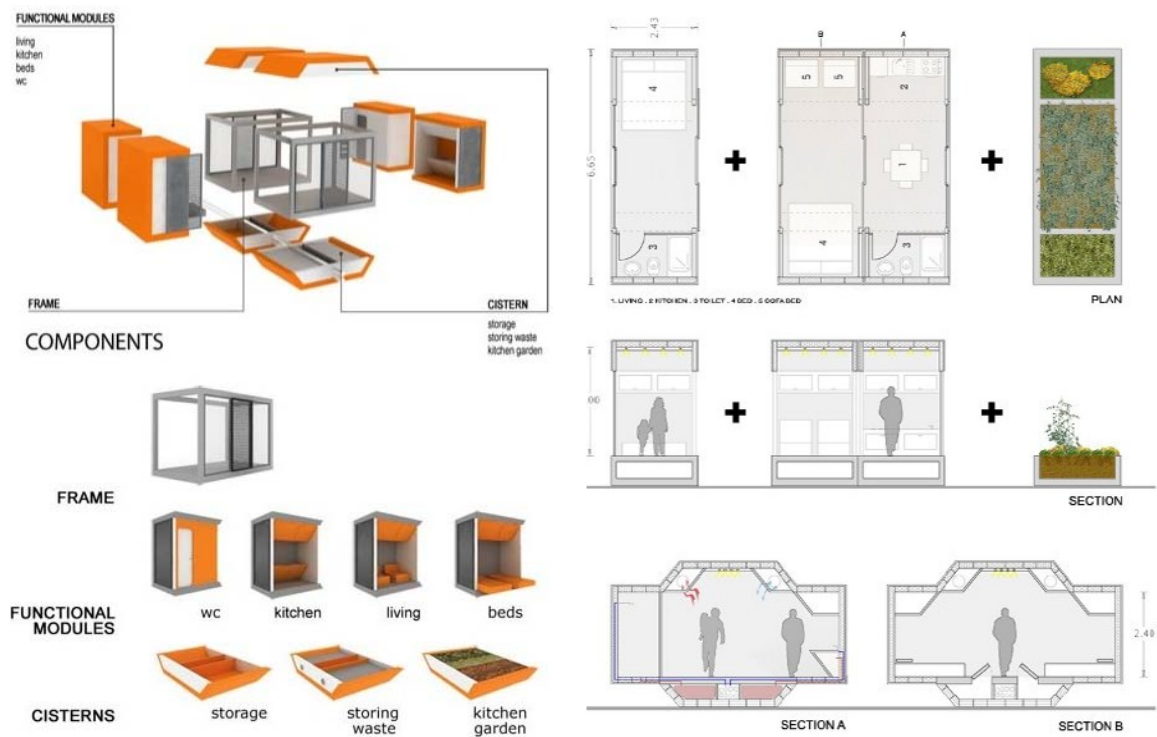 FUNCTIONAL MODULES
living
kitchen
beds
wc
FRAME
CISTERN
storage
storing waste
kitchen garden
COMPONENTS
FRAME
wc
kitchen
living
beds
FUNCTIONAL
MODULES
storage
storing
waste
kitchen
garden
CISTERNS
2.43
B
A
6.65
4
3
5
5
2
1
4
3
1. LIVING . 2 KITCHEN . 3 TOILET . 4 BED . 5 SOFA BED
PLAN
00
SECTION
2.40
SECTION A
SECTION B